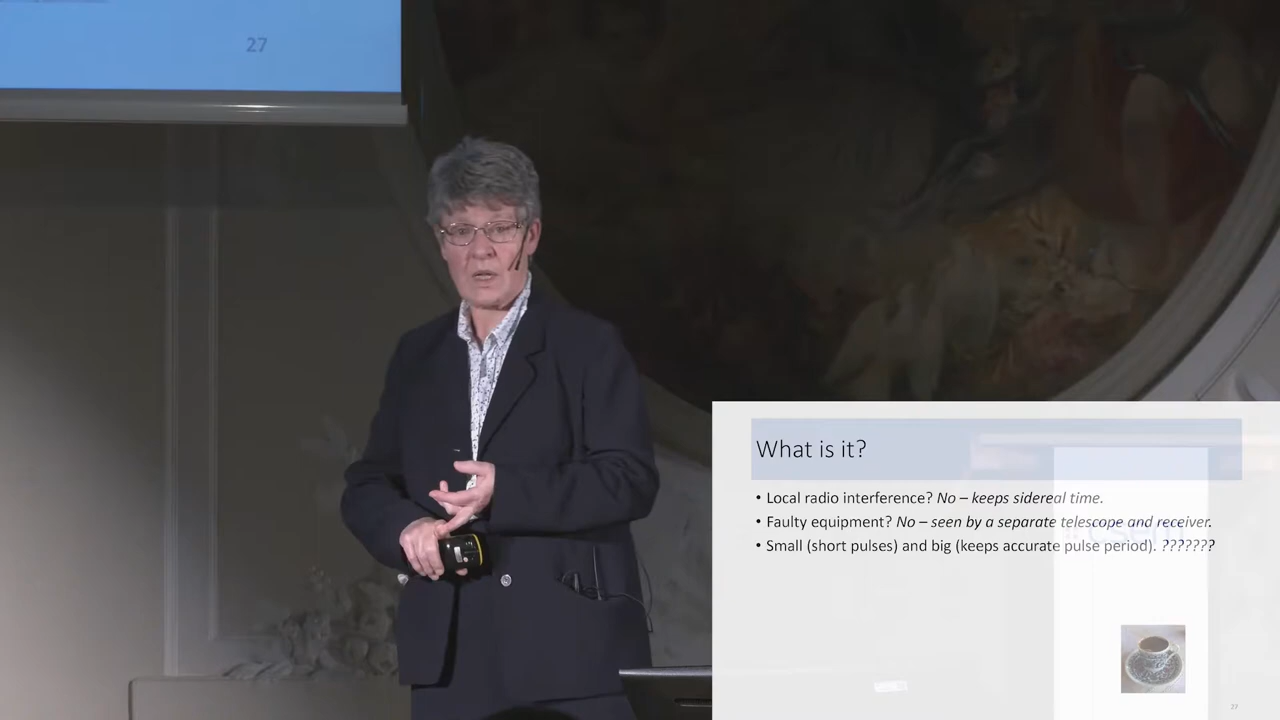 27
What is it?
• Local radio interference? No – keeps sidereal time.
• Faulty equipment? No – seen by a separate telescope and receiver.
• Small (short pulses) and big (keeps accurate pulse period). ???????
27